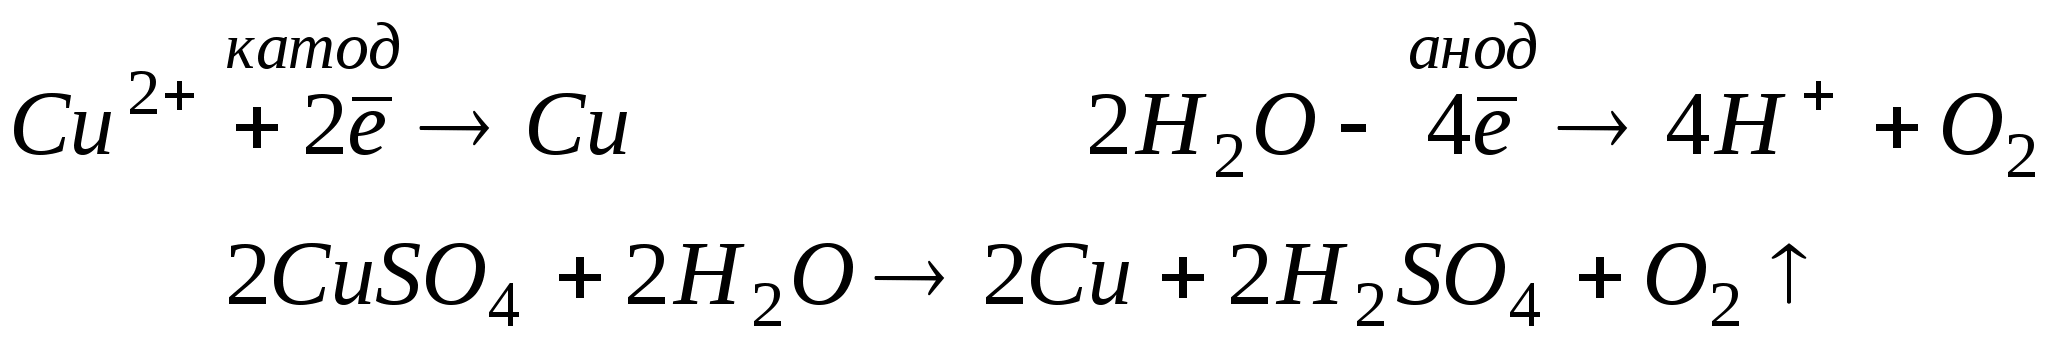 катод анод
Cu²⁺ + 2e̅ → Cu 2H₂O - 4e̅ → 4H⁺ + O₂
2CuSO₄ + 2H₂O → 2Cu + 2H₂SO₄ + O₂ ↑